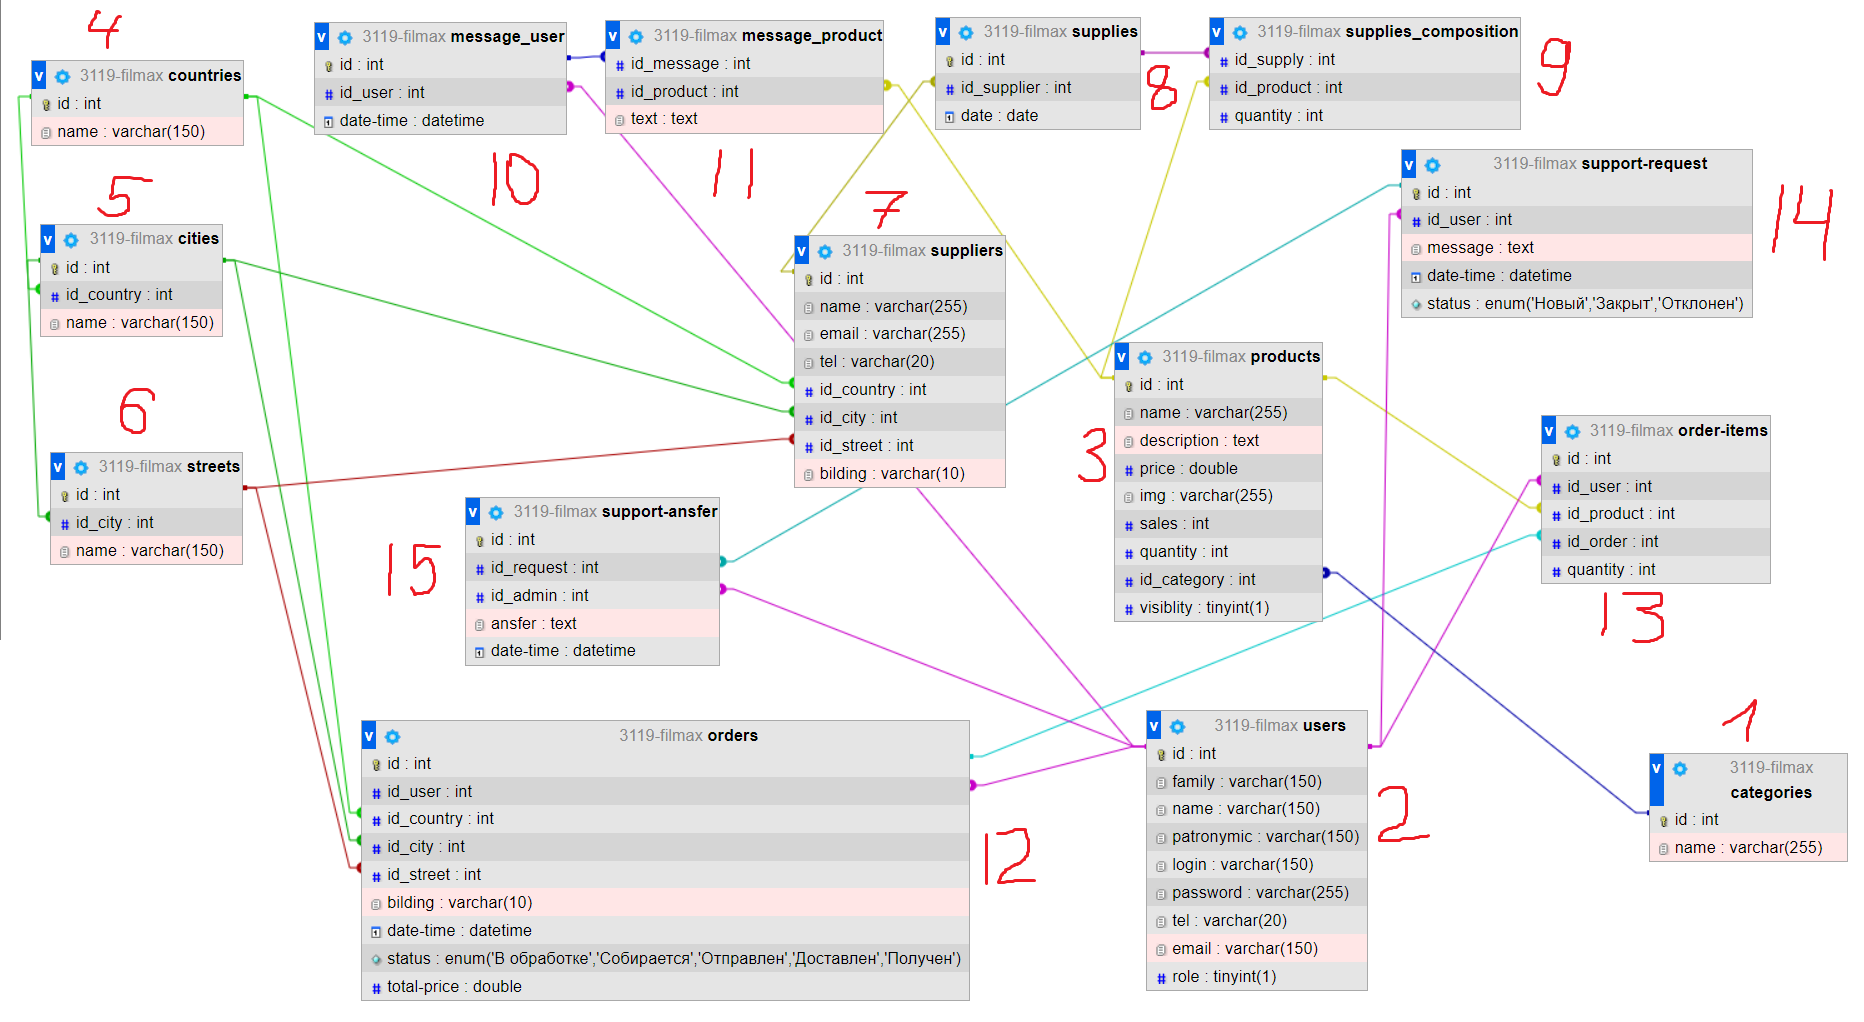 4
3119-filmax countries
id : int
name : varchar(150)
3119-filmax message_user
id : int
id_user : int
date-time : datetime
10
3119-filmax message_product
id_message : int
id_product : int
text : text
11
3119-filmax supplies
id : int
id_supplier : int
date : date
8
3119-filmax supplies_composition
id_supply : int
id_product : int
quantity : int
9
5
3119-filmax cities
id : int
id_country : int
name : varchar(150)
7
3119-filmax suppliers
id : int
name : varchar(255)
email : varchar(255)
tel : varchar(20)
id_country : int
id_city : int
id_street : int
bilding : varchar(10)
3119-filmax support-request
id : int
id_user : int
message : text
date-time : datetime
status : enum('Новый','Закрыт','Отклонен')
14
6
3119-filmax streets
id : int
id_city : int
name : varchar(150)
3119-filmax products
id : int
name : varchar(255)
description : text
price : double
img : varchar(255)
sales : int
quantity : int
id_category : int
visiblity : tinyint(1)
3
3119-filmax order-items
id : int
id_user : int
id_product : int
id_order : int
quantity : int
13
3119-filmax support-ansfer
id : int
id_request : int
id_admin : int
ansfer : text
date-time : datetime
15
3119-filmax orders
id : int
id_user : int
id_country : int
id_city : int
id_street : int
bilding : varchar(10)
date-time : datetime
status : enum('В обработке','Собирается','Отправлен','Доставлен','Получен')
total-price : double
12
3119-filmax users
id : int
family : varchar(150)
name : varchar(150)
patronymic : varchar(150)
login : varchar(150)
password : varchar(255)
tel : varchar(20)
email : varchar(150)
role : tinyint(1)
2
1
3119-filmax
categories
id : int
name : varchar(255)